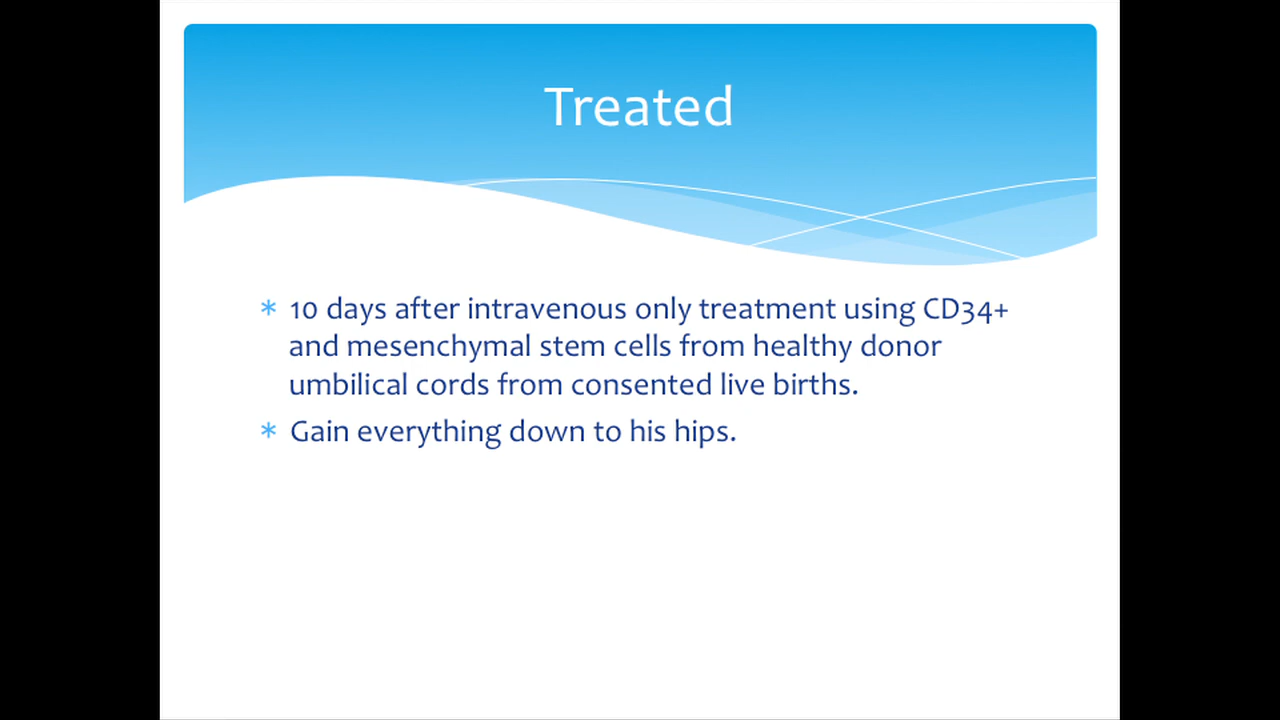 Treated
* 10 days after intravenous only treatment using CD34+
and mesenchymal stem cells from healthy donor
umbilical cords from consented live births.
* Gain everything down to his hips.